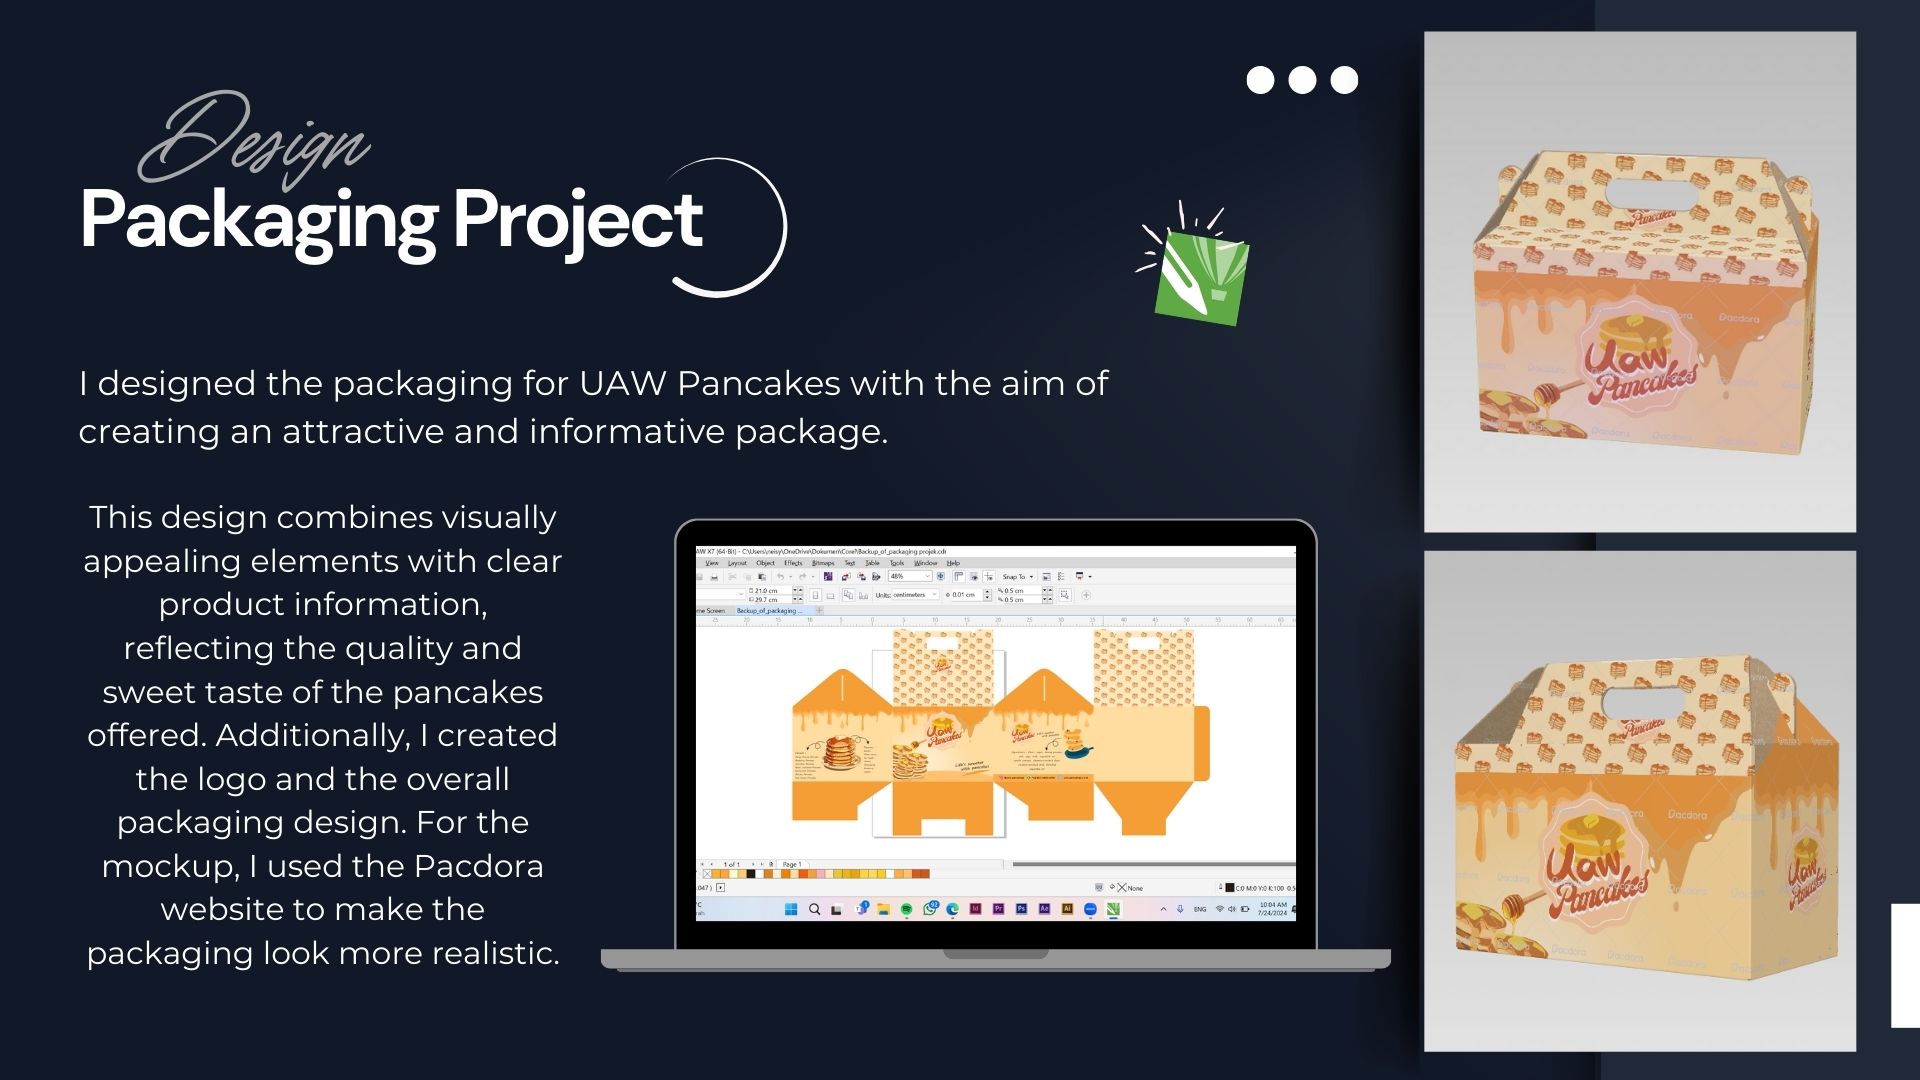 Design
Packaging Project
I designed the packaging for UAW Pancakes with the aim of
creating an attractive and informative package.
This design combines visually
appealing elements with clear
product information,
reflecting the quality and
sweet taste of the pancakes
offered. Additionally, I created
the logo and the overall
packaging design. For the
mockup, I used the Pacdora
website to make the
packaging look more realistic.
AW X7 (64-Bit) - C:\Users\neisy\OneDrive\Dokumen\Corel\Backup_of_packaging projek.cdr
View Layout Object Effects Bitmaps Text Table Tools Window Help
48% Snap To
21.0 cm
29.7 cm
Units: centimeters
0.01 cm
0.5 cm
0.5 cm
me Screen Backup_of_packaging ...
Uaw
Pancakes
1 of 1 Page 1
None
C:0 M:0 Y:0 K:100
ENG
10:04 AM
7/24/2024
Pancakes
Uaw
Pancakes
Dacdora
Pancakes
Uaw
Pancakes
Dacdora
Uaw
Pancakes